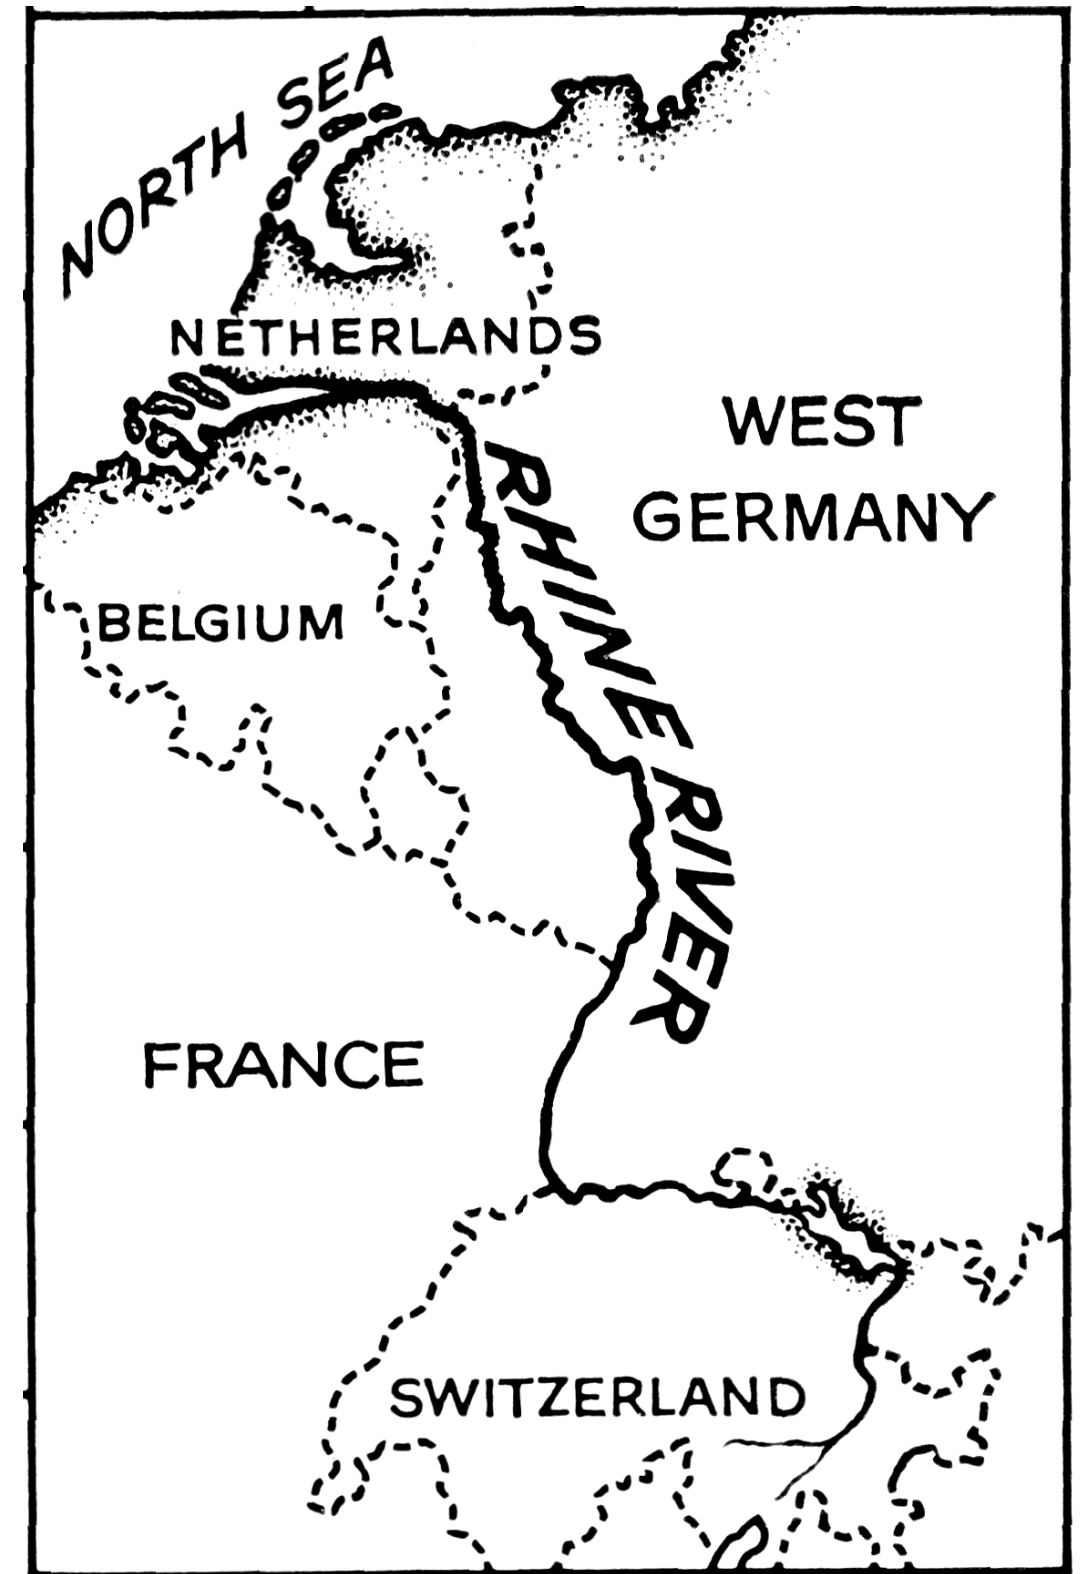 NORTH SEA
NETHERLANDS
WEST
GERMANY
RHINE RIVER
BELGIUM
FRANCE
SWITZERLAND